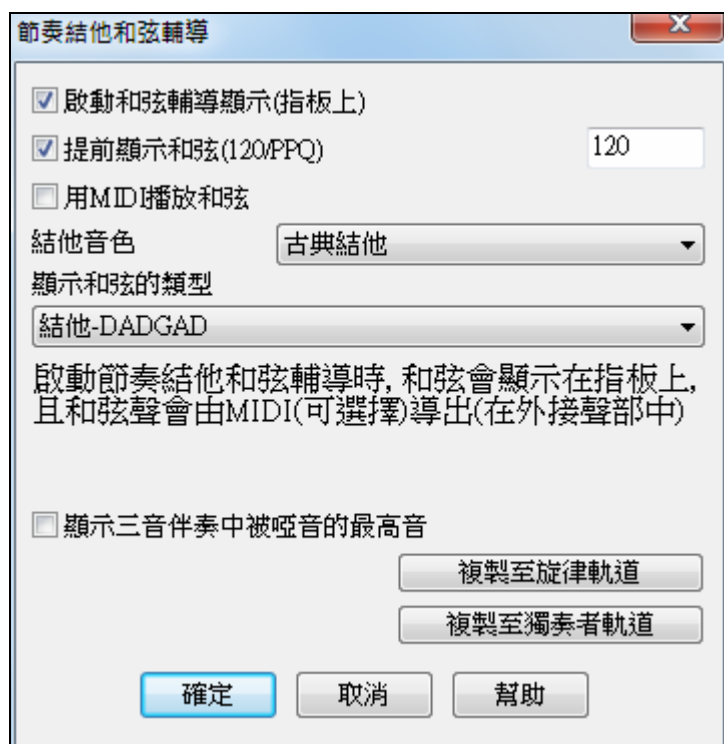 節奏結他和弦輔導
啟動和弦輔導顯示(指板上)
提前顯示和弦(120/PPQ) 120
用MIDI播放和弦
結他音色 古典結他
顯示和弦的類型
結他-DADGAD
啟動節奏結他和弦輔導時, 和弦會顯示在指板上,
且和弦聲會由MIDI(可選擇)導出(在外接聲部中)
顯示三音伴奏中被啞音的最高音
複製至旋律軌道
複製至獨奏者軌道
確定 取消 幫助